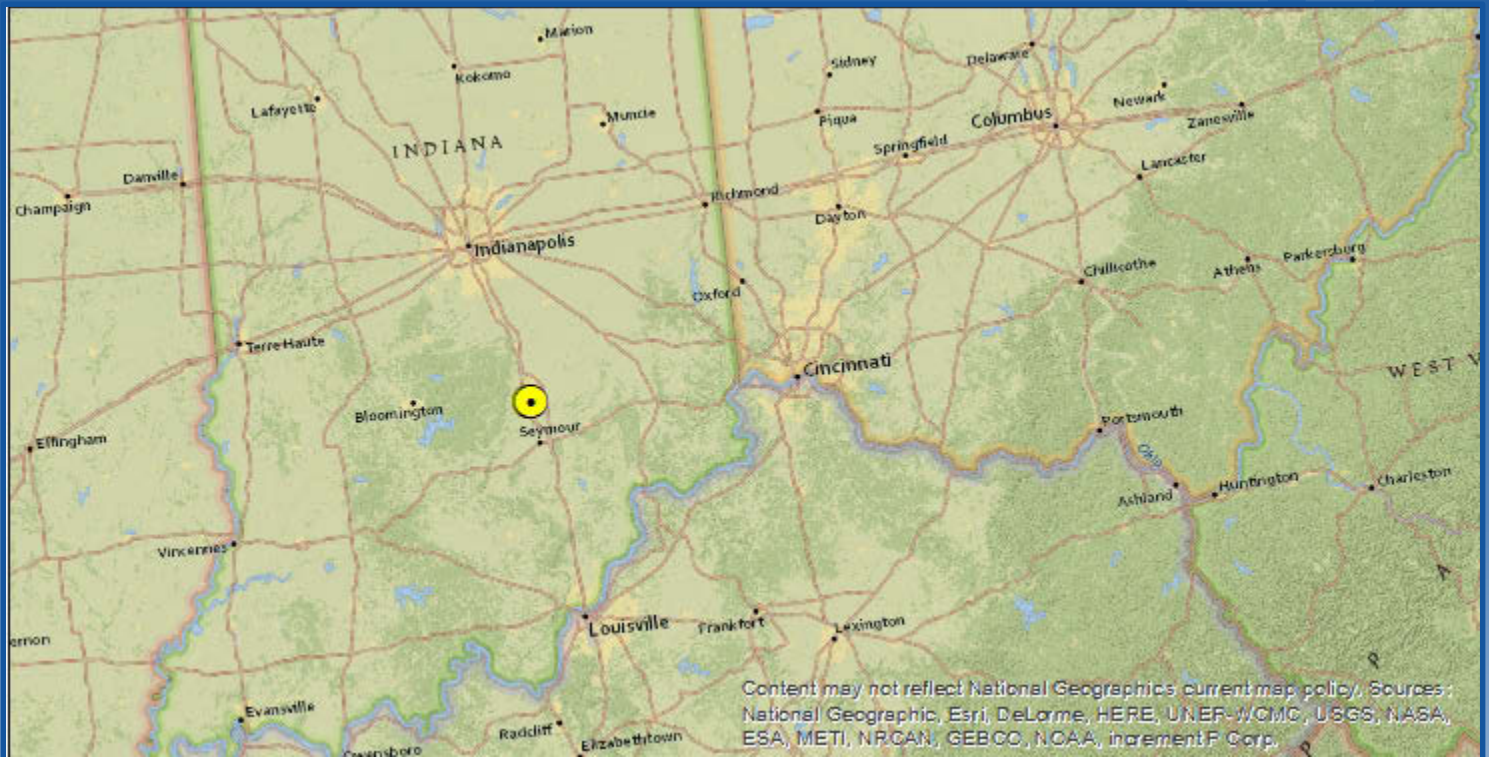 Marion
Kokomo
Sidney
Delaware
Lafayette
Muncie
Piqua
Columbus
Newark
Zanesville
INDIANA
Springfield
Lancaster
Danville
Champaign
Richmond
Dayton
Indianapolis
Oxford
Chillicothe
Athens
Parkersburg
Terre Haute
Cincinnati
WEST V
Bloomington
Seymour
Portsmouth
Effingham
Ohio
Ashland
Huntington
Charleston
Vincennes
A
Louisville
Frankfort
Lexington
ernon
P
Evansville
Radcliff
Elizabethtown
Owensboro
P
Content may not reflect National Geographic's current map policy. Sources:
National Geographic, Esri, DeLorme, HERE, UNEP-WCMC, USGS, NASA,
ESA, METI, NRCAN, GEBCO, NOAA, increment P Corp.